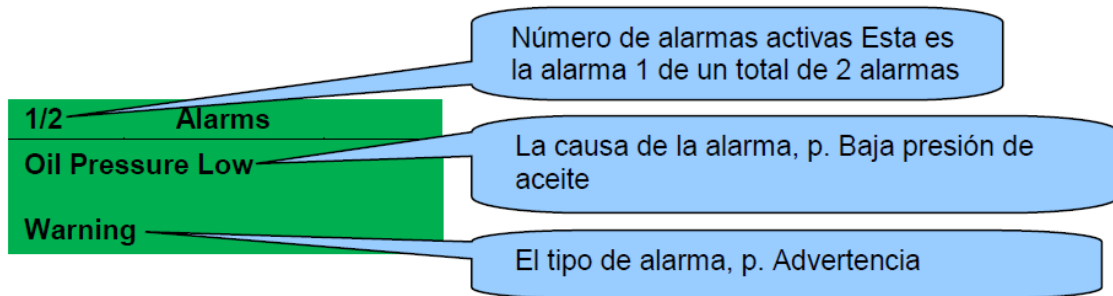 Número de alarmas activas Esta es
la alarma 1 de un total de 2 alarmas
1/2 Alarms
Oil Pressure Low
La causa de la alarma, p. Baja presión de
aceite
Warning
El tipo de alarma, p. Advertencia